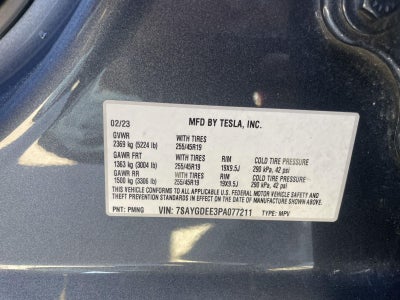 02/23 MFD BY TESLA, INC.
GVWR WITH TIRES
2369 kg (5224 lb) 255/45R19
GAWR FRT WITH TIRES RIM COLD TIRE PRESSURE
1363 kg (3004 lb) 255/45R19 19X9.5J 290 kPa, 42 psi
GAWR RR WITH TIRES RIM COLD TIRE PRESSURE
1500 kg (3306 lb) 255/45R19 19X9.5J 290 kPa, 42 psi
THIS VEHICLE CONFORMS TO ALL APPLICABLE U.S. FEDERAL MOTOR VEHICLE SAFETY AND
THEFT PREVENTION STANDARDS IN EFFECT ON THE DATE OF MANUFACTURE SHOWN ABOVE.
PNT: PMNG VIN: 7SAYGDEE3PA077211 TYPE: MPV